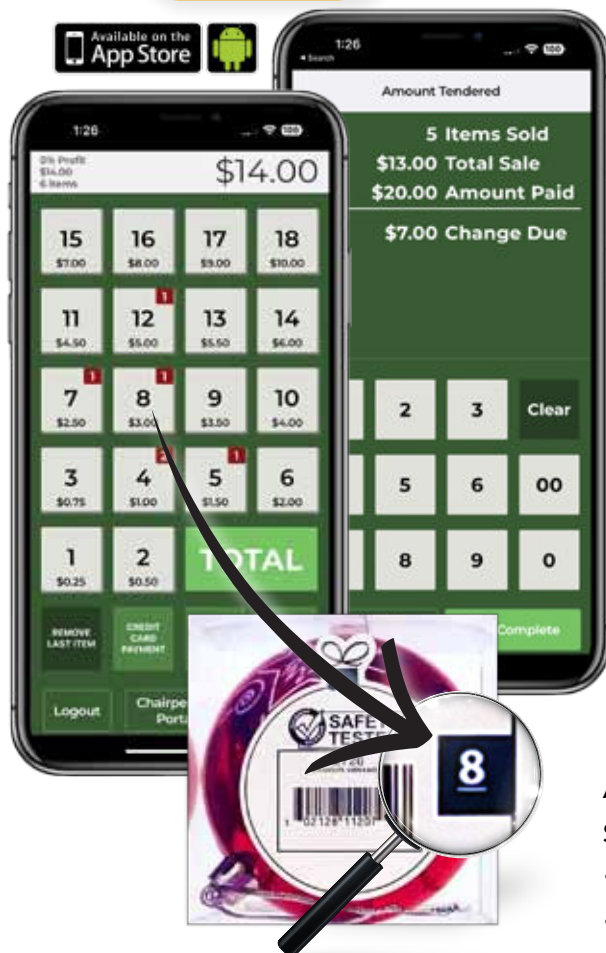 Available on the
App Store
1:26
Search
Amount Tendered
5 Items Sold
$13.00 Total Sale
$20.00 Amount Paid
$7.00 Change Due
2 3 Clear
5 6 00
8 9 0
Complete
1:26
0% Profit
$14.00
6 Items
$14.00
15 16 17 18
$7.00 $8.00 $9.00 $10.00
1
11 12 13 14
$4.50 $5.00 $5.50 $6.00
1 1
7 8 9 10
$2.50 $3.00 $3.50 $4.00
2 1
3 4 5 6
$0.75 $1.00 $1.50 $2.00
1 2 TOTAL
$0.25 $0.50
REMOVE
LAST ITEM
CREDIT
CARD
PAYMENT
Logout
Chairpe
Porta
SAFE
TESTE
8